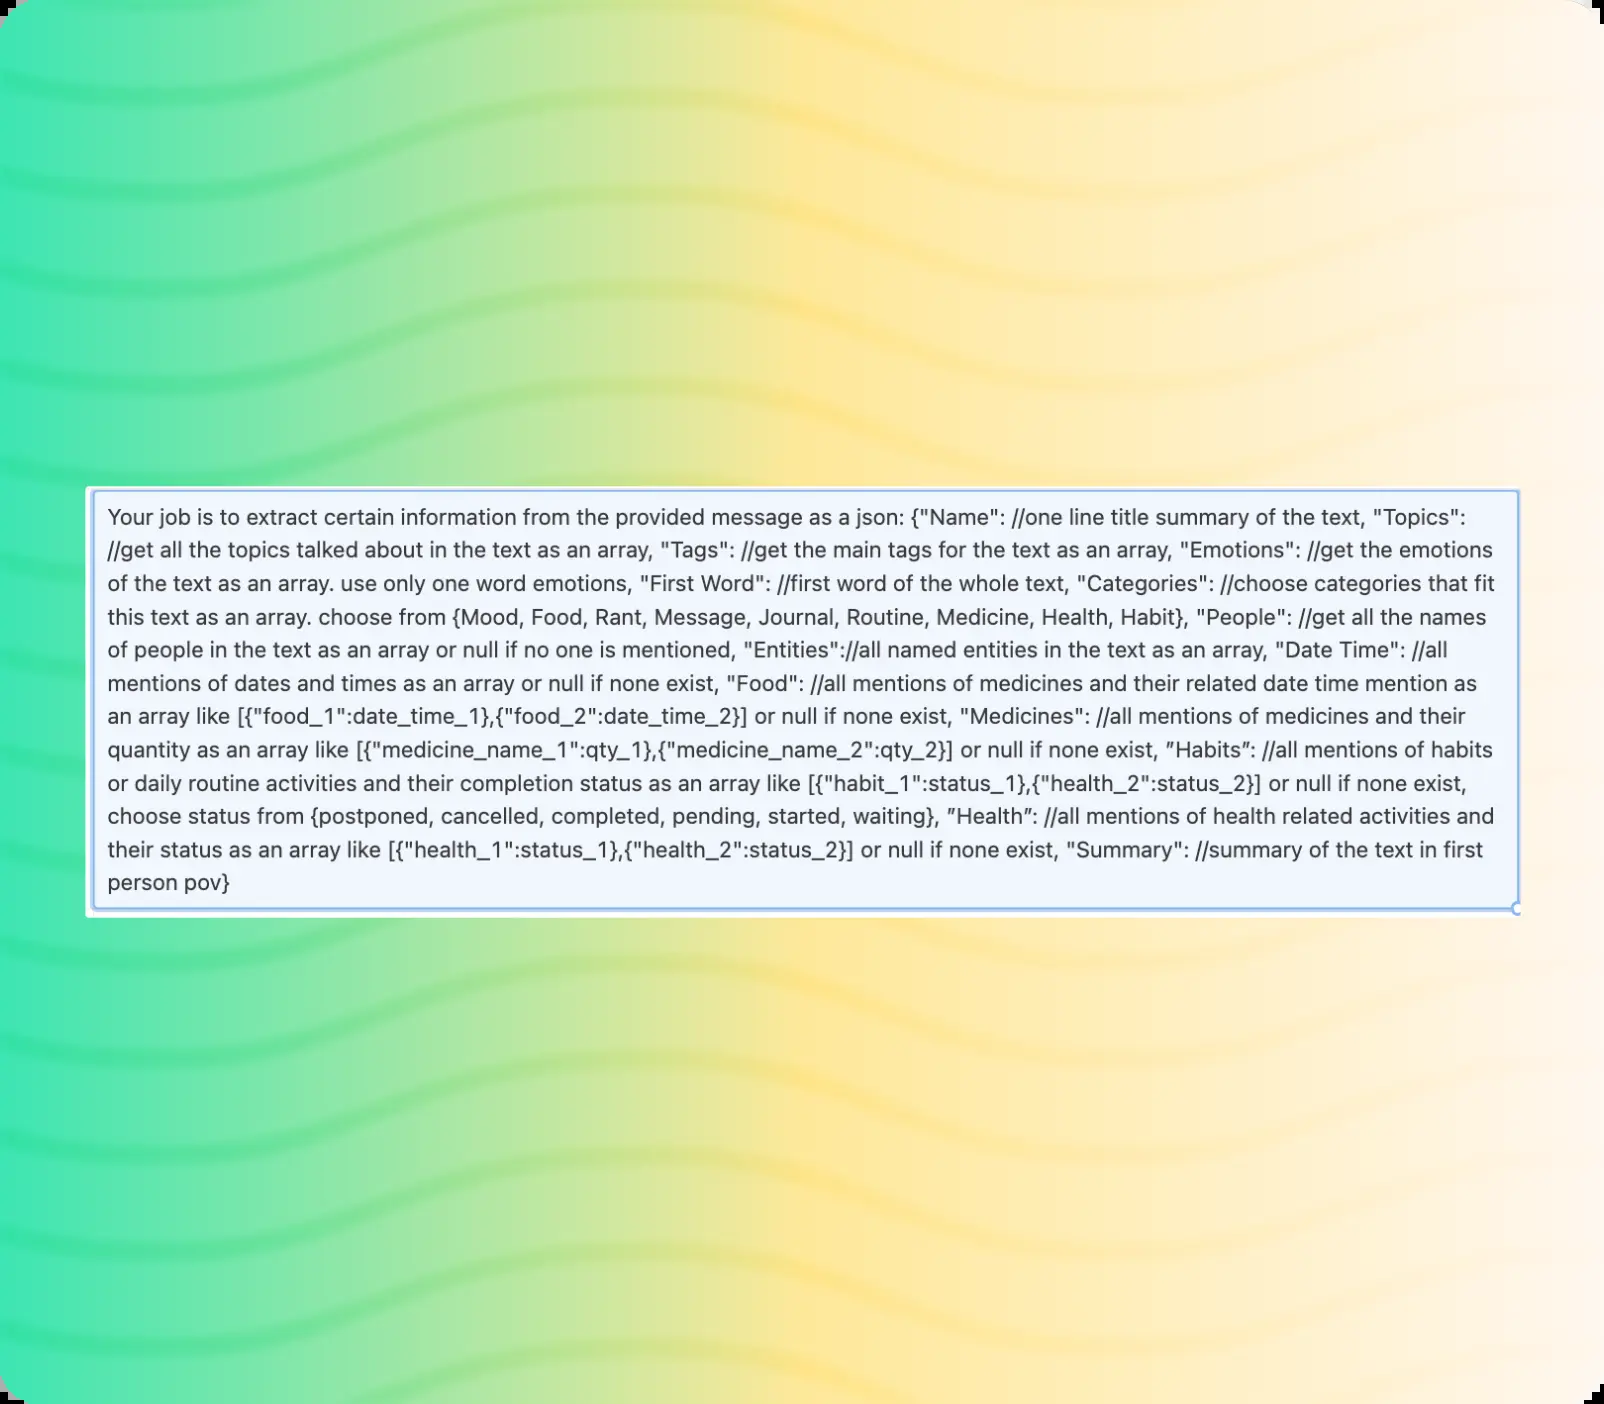 Your job is to extract certain information from the provided message as a json: {"Name": //one line title summary of the text, "Topics":
//get all the topics talked about in the text as an array, "Tags": //get the main tags for the text as an array, "Emotions": //get the emotions
of the text as an array. use only one word emotions, "First Word": //first word of the whole text, "Categories": //choose categories that fit
this text as an array. choose from {Mood, Food, Rant, Message, Journal, Routine, Medicine, Health, Habit}, "People": //get all the names
of people in the text as an array or null if no one is mentioned, "Entities"://all named entities in the text as an array, "Date Time": //all
mentions of dates and times as an array or null if none exist, "Food": //all mentions of medicines and their related date time mention as
an array like [{"food_1":date_time_1},{"food_2":date_time_2}] or null if none exist, "Medicines": //all mentions of medicines and their
quantity as an array like [{"medicine_name_1":qty_1},{"medicine_name_2":qty_2}] or null if none exist, ”Habits”: //all mentions of habits
or daily routine activities and their completion status as an array like [{"habit_1":status_1},{"health_2":status_2}] or null if none exist,
choose status from {postponed, cancelled, completed, pending, started, waiting}, ”Health”: //all mentions of health related activities and
their status as an array like [{"health_1":status_1},{"health_2":status_2}] or null if none exist, "Summary": //summary of the text in first
person pov}